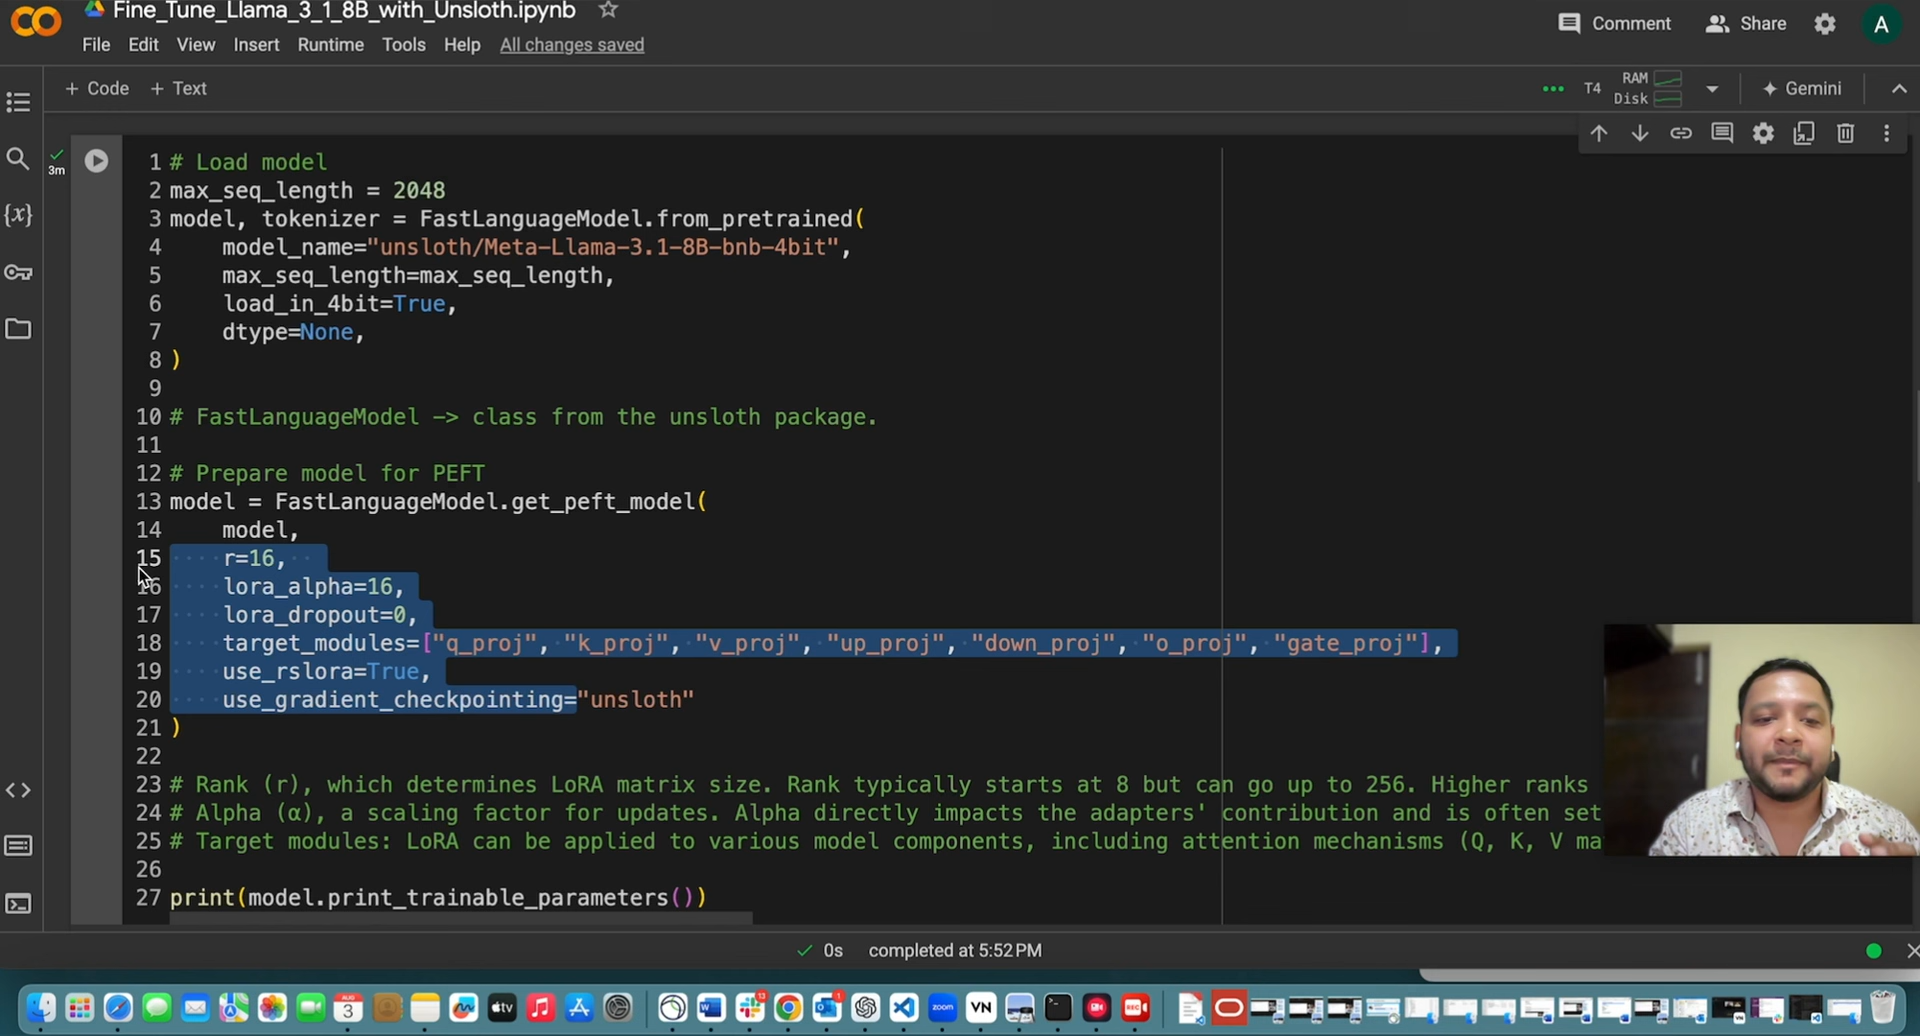 Fine_Tune_Llama_3_1_8B_with_Unsloth.ipynb
Comment
Share
A
File Edit View Insert Runtime Tools Help All changes saved
+ Code + Text
T4
RAM
Disk
Gemini
3m
{x}
1 # Load model
2 max_seq_length = 2048
3 model, tokenizer = FastLanguageModel.from_pretrained(
4 model_name="unsloth/Meta-Llama-3.1-8B-bnb-4bit",
5 max_seq_length=max_seq_length,
6 load_in_4bit=True,
7 dtype=None,
8 )
9
10 # FastLanguageModel -> class from the unsloth package.
11
12 # Prepare model for PEFT
13 model = FastLanguageModel.get_peft_model(
14 model,
15 r=16,
16 lora_alpha=16,
17 lora_dropout=0,
18 target_modules=["q_proj", "k_proj", "v_proj", "up_proj", "down_proj", "o_proj", "gate_proj"],
19 use_rslora=True,
20 use_gradient_checkpointing="unsloth"
21 )
22
23 # Rank (r), which determines LoRA matrix size. Rank typically starts at 8 but can go up to 256. Higher ranks
24 # Alpha (α), a scaling factor for updates. Alpha directly impacts the adapters' contribution and is often set
25 # Target modules: LoRA can be applied to various model components, including attention mechanisms (Q, K, V ma
26
27 print(model.print_trainable_parameters())
0s completed at 5:52 PM
AUG
3
tv
13
1
zoom
VN
REC